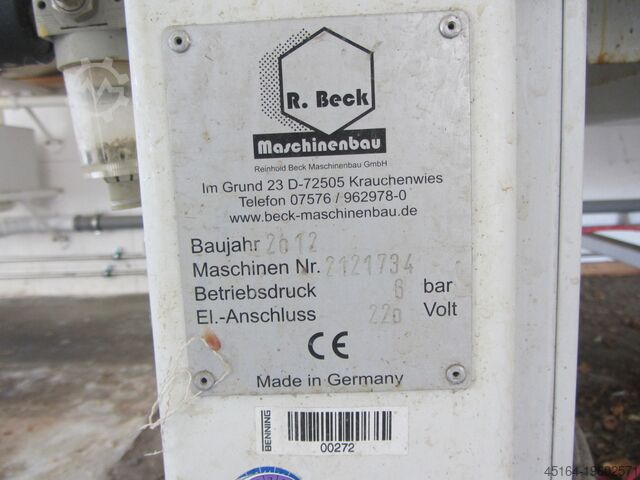 R. Beck
Maschinenbau
Reinhold Beck Maschinenbau GmbH
Im Grund 23 D-72505 Krauchenwies
Telefon 07576 / 962978-0
www.beck-maschinenbau.de
Baujahr 2012
Maschinen Nr. 2121734
Betriebsdruck 6 bar
El.-Anschluss 220 Volt
CE
Made in Germany
BENNING
00272
45164-19602571